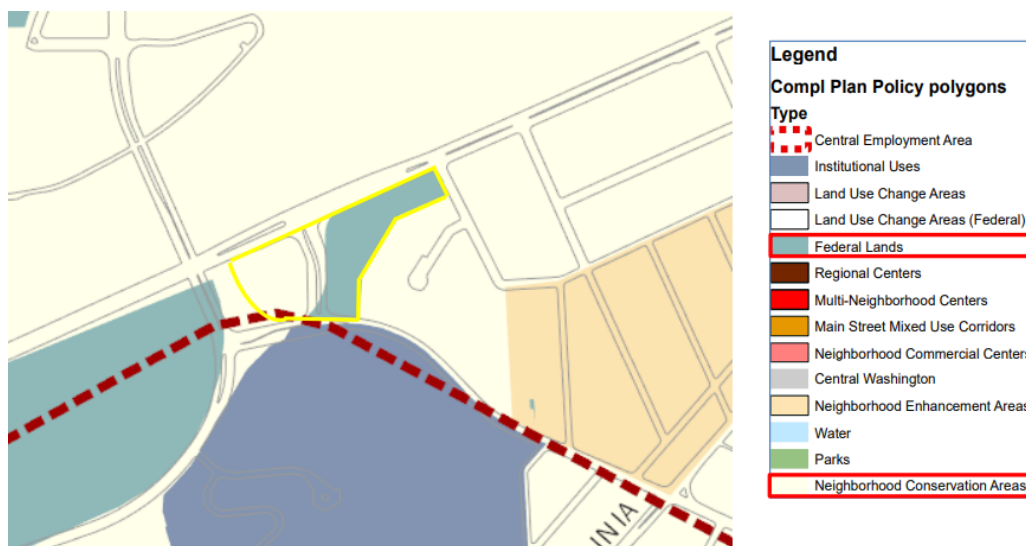 Legend
Compl Plan Policy polygons
Type
Central Employment Area
Institutional Uses
Land Use Change Areas
Land Use Change Areas (Federal)
Federal Lands
Regional Centers
Multi-Neighborhood Centers
Main Street Mixed Use Corridors
Neighborhood Commercial Centers
Central Washington
Neighborhood Enhancement Areas
Water
Parks
Neighborhood Conservation Areas
INIA